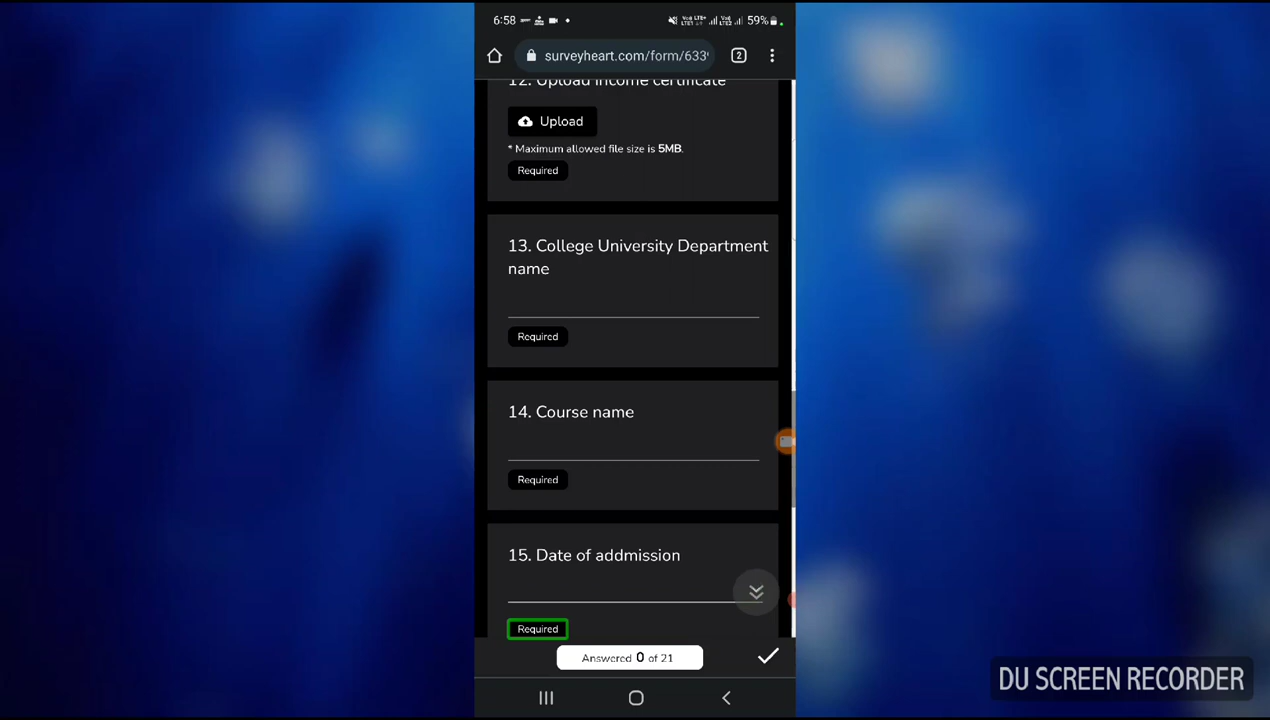 6:58
59%
surveyheart.com/form/633
2
12. Upload income certificate
Upload
* Maximum allowed file size is 5MB.
Required
13. College University Department
name
Required
14. Course name
Required
15. Date of addmission
Required
Answered 0 of 21
DU SCREEN RECORDER